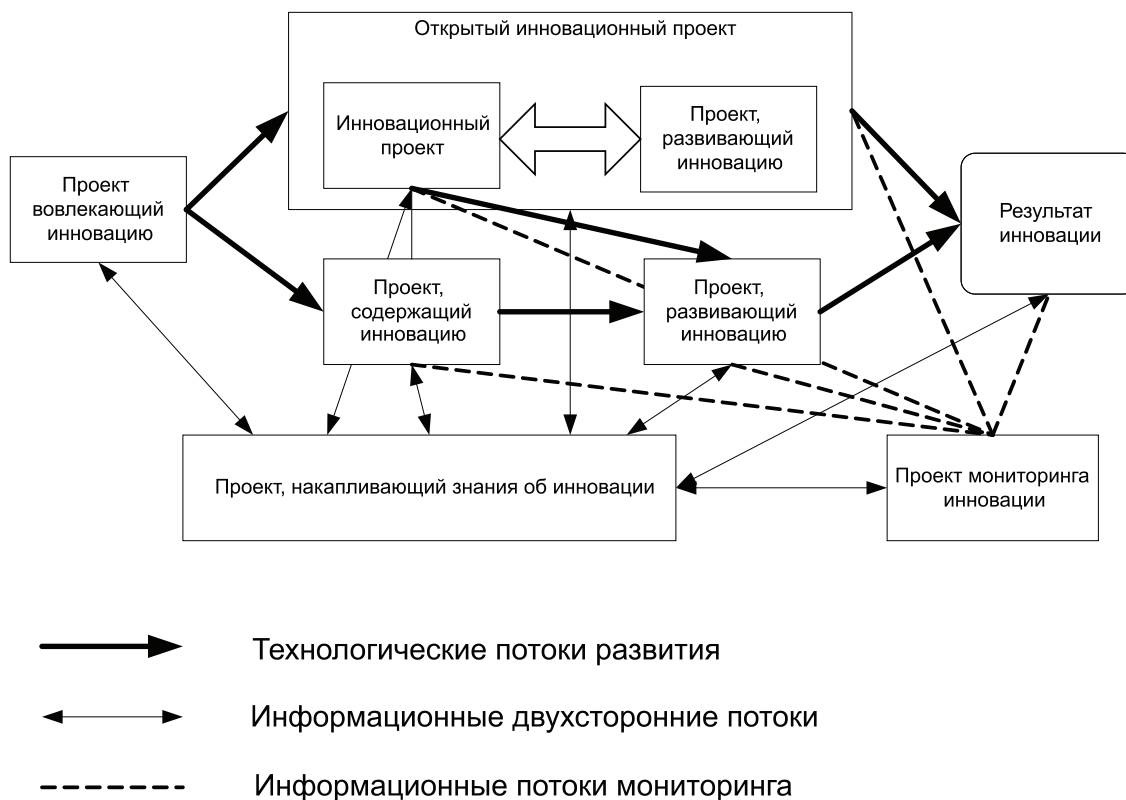 Открытый инновационный проект
Инновационный
проект
Проект,
развивающий
инновацию
Проект
вовлекающий
инновацию
Результат
инновации
Проект,
содержащий
инновацию
Проект,
развивающий
инновацию
Проект, накапливающий знания об инновации
Проект мониторинга
инновации
Технологические потоки развития
Информационные двухсторонние потоки
Информационные потоки мониторинга